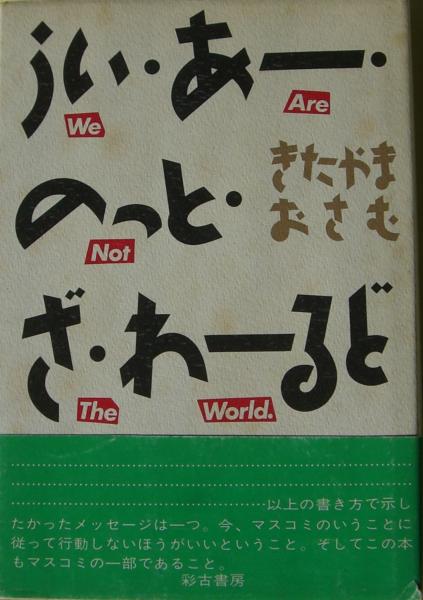 うい・あー・
We Are
のっと・
Not
ざ・わーるど
The World.
きたやま
おさむ
……………………………………………………
……………………………………………………
…………………………………以上の書き方で示し
たかったメッセージは一つ。今、マスコミのいうことに
従って行動しないほうがいいということ。そしてこの本
もマスコミの一部であること。
彩古書房